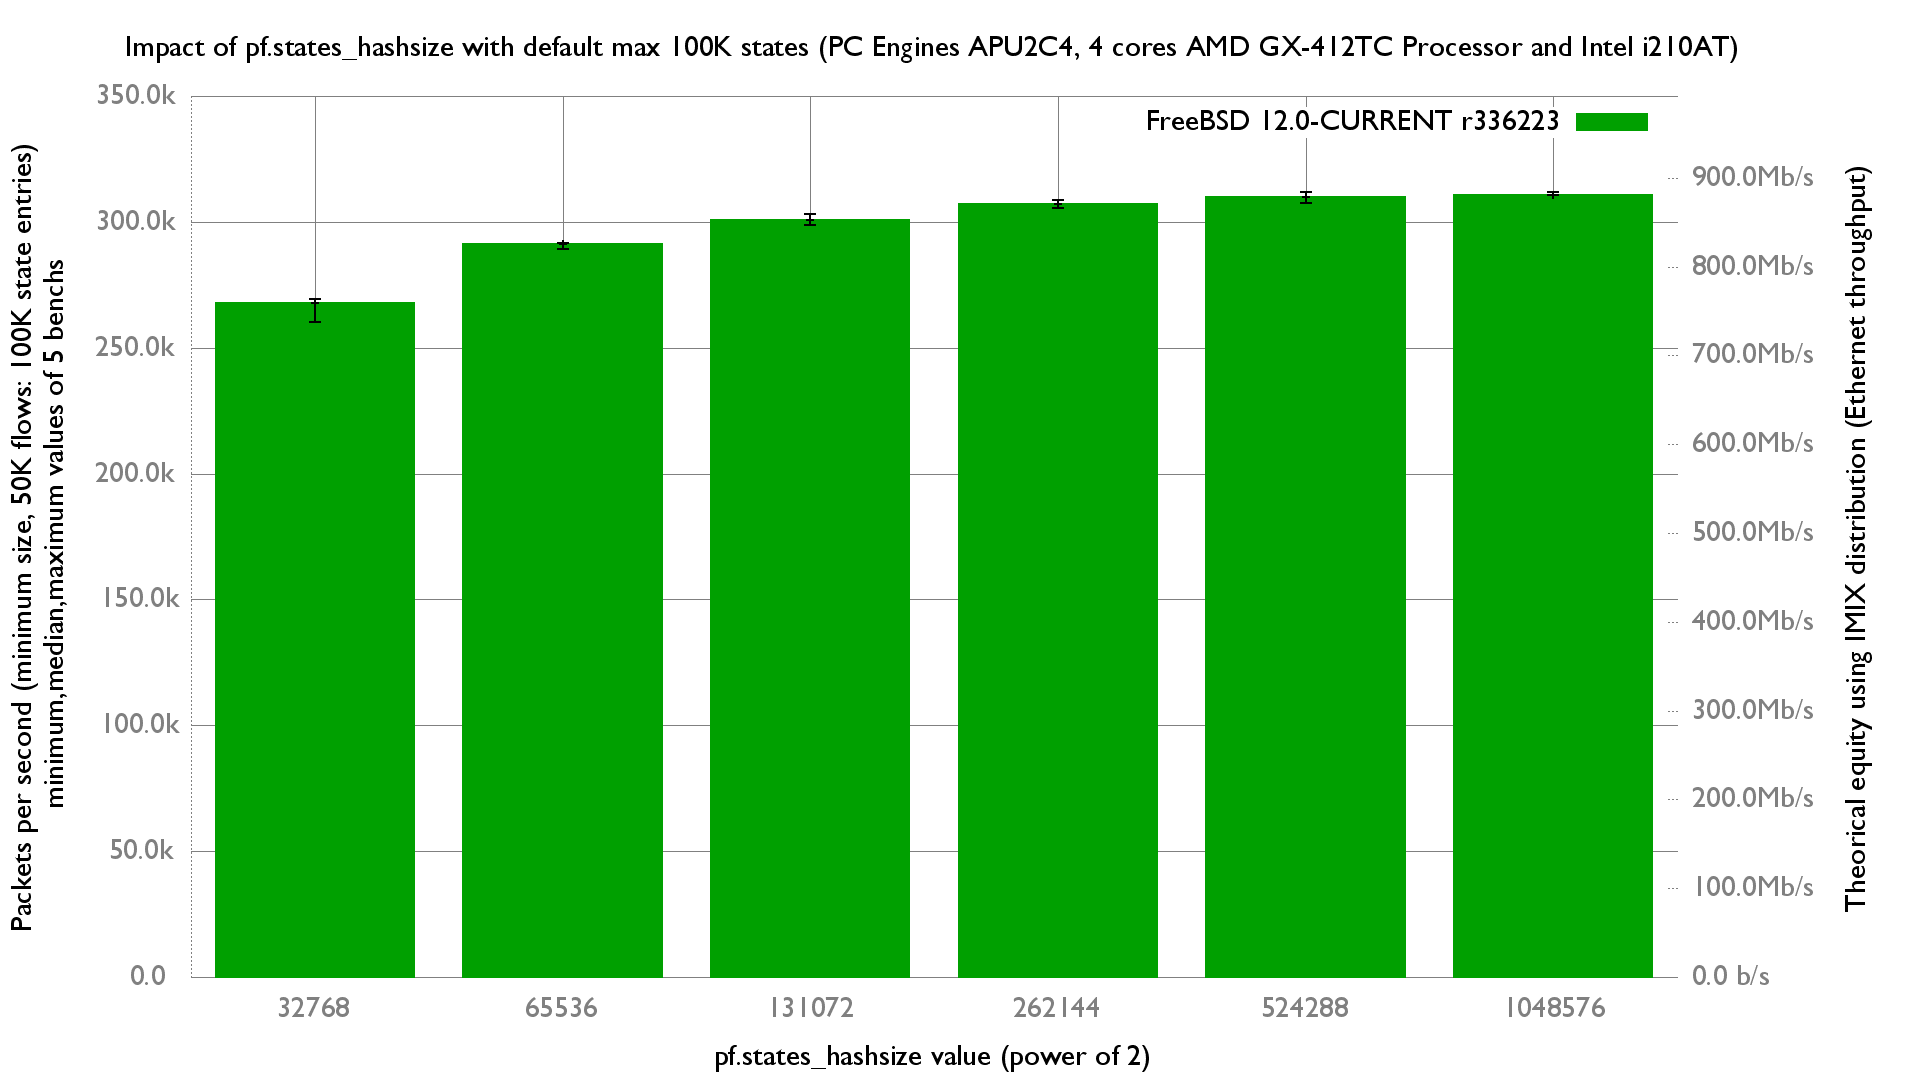 Impact of pf.states_hashsize with default max 100K states (PC Engines APU2C4, 4 cores AMD GX-412TC Processor and Intel i210AT)
FreeBSD 12.0-CURRENT r336223
Packets per second (minimum size, 50K flows: 100K state entries)
minimum,median,maximum values of 5 benchs
350.0k
300.0k
250.0k
200.0k
150.0k
100.0k
50.0k
0.0
900.0Mb/s
800.0Mb/s
700.0Mb/s
600.0Mb/s
500.0Mb/s
400.0Mb/s
300.0Mb/s
200.0Mb/s
100.0Mb/s
0.0 b/s
Theorical equity using IMIX distribution (Ethernet throughput)
32768 65536 131072 262144 524288 1048576
pf.states_hashsize value (power of 2)